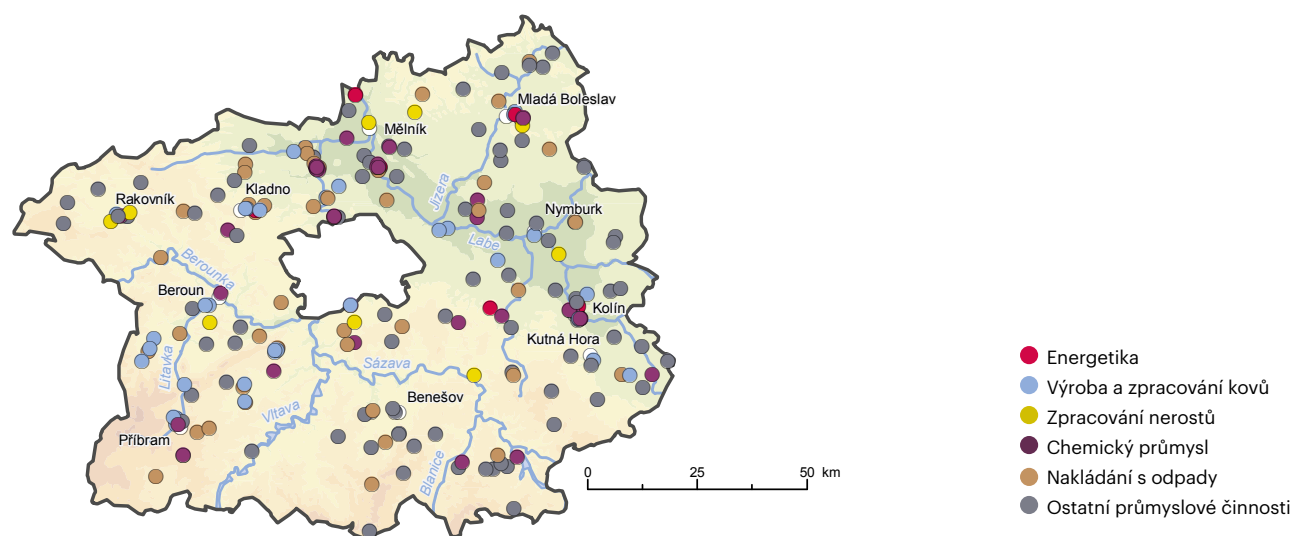 Mladá Boleslav
Mělník
Jizera
Rakovník
Kladno
Nymburk
Labe
Berounka
Beroun
Kolín
Kutná Hora
Litavka
Sázava
Vltava
Benešov
Příbram
Blanice
0 25 50 km
Energetika
Výroba a zpracování kovů
Zpracování nerostů
Chemický průmysl
Nakládání s odpady
Ostatní průmyslové činnosti